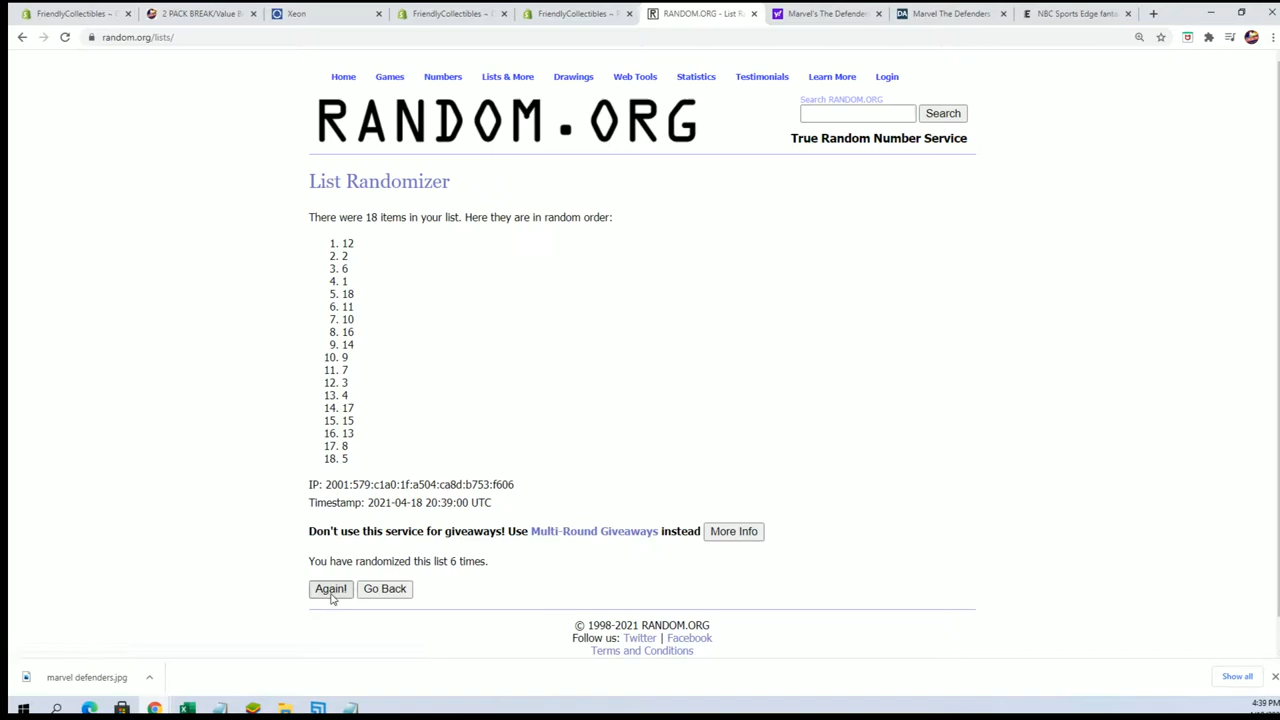 FriendlyCollectibles ~
2 PACK BREAK/Value B
Xeon
FriendlyCollectibles ~
FriendlyCollectibles ~
RANDOM.ORG - List R
Marvel's The Defender
Marvel The Defenders
NBC Sports Edge fanta
random.org/lists/
Home Games Numbers Lists & More Drawings Web Tools Statistics Testimonials Learn More Login
RANDOM.ORG
Search RANDOM.ORG
Search
True Random Number Service
List Randomizer
There were 18 items in your list. Here they are in random order:
1. 12
2. 2
3. 6
4. 1
5. 18
6. 11
7. 10
8. 16
9. 14
10. 9
11. 7
12. 3
13. 4
14. 17
15. 15
16. 13
17. 8
18. 5
IP: 2001:579:c1a0:1f:a504:ca8d:b753:f606
Timestamp: 2021-04-18 20:39:00 UTC
Don't use this service for giveaways! Use Multi-Round Giveaways instead More Info
You have randomized this list 6 times.
Again! Go Back
© 1998-2021 RANDOM.ORG
Follow us: Twitter | Facebook
Terms and Conditions
marvel defenders.jpg
Show all
4:39 PM